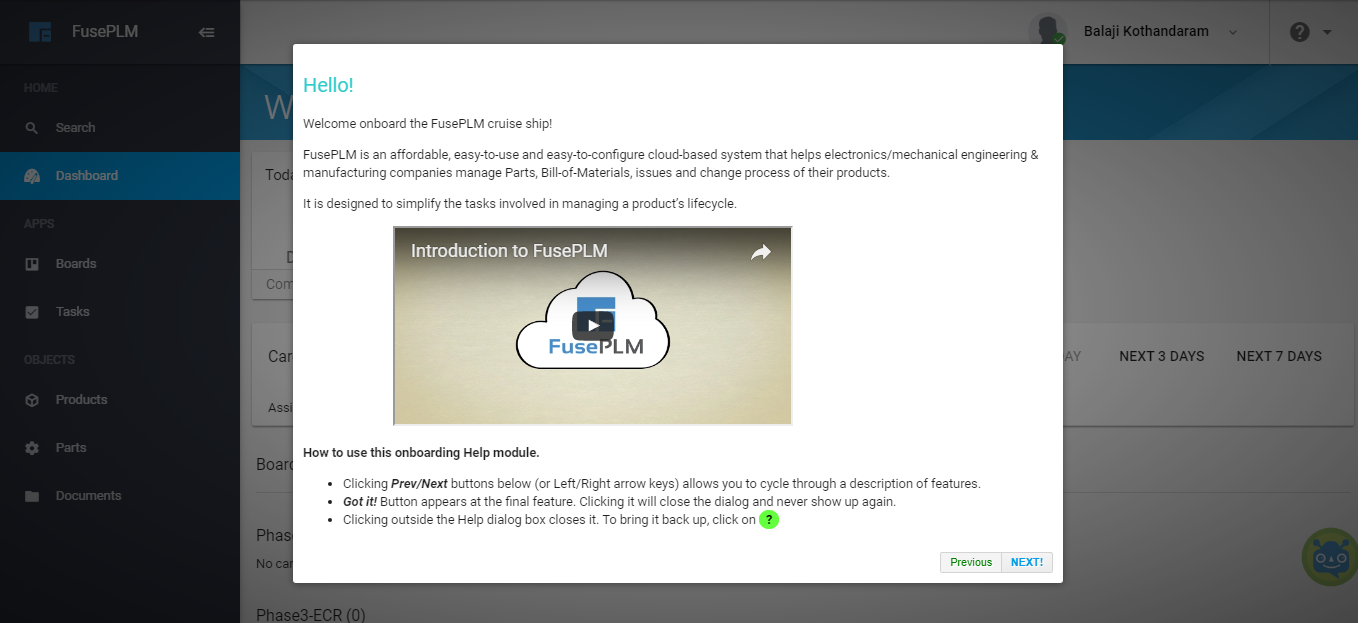 FusePLM
Balaji Kothandaram
?
HOME
Search
Dashboard
APPS
Boards
Tasks
OBJECTS
Products
Parts
Documents
W
Hello!
Welcome onboard the FusePLM cruise ship!
FusePLM is an affordable, easy-to-use and easy-to-configure cloud-based system that helps electronics/mechanical engineering &
manufacturing companies manage Parts, Bill-of-Materials, issues and change process of their products.
It is designed to simplify the tasks involved in managing a product's lifecycle.
Introduction to FusePLM
FusePLM
How to use this onboarding Help module.
• Clicking Prev/Next buttons below (or Left/Right arrow keys) allows you to cycle through a description of features.
• Got it! Button appears at the final feature. Clicking it will close the dialog and never show up again.
• Clicking outside the Help dialog box closes it. To bring it back up, click on ?
Previous NEXT!
Toda
D
Com
Car
AY NEXT 3 DAYS NEXT 7 DAYS
Assi
Board
Phase
No car
Phase3-ECR (0)